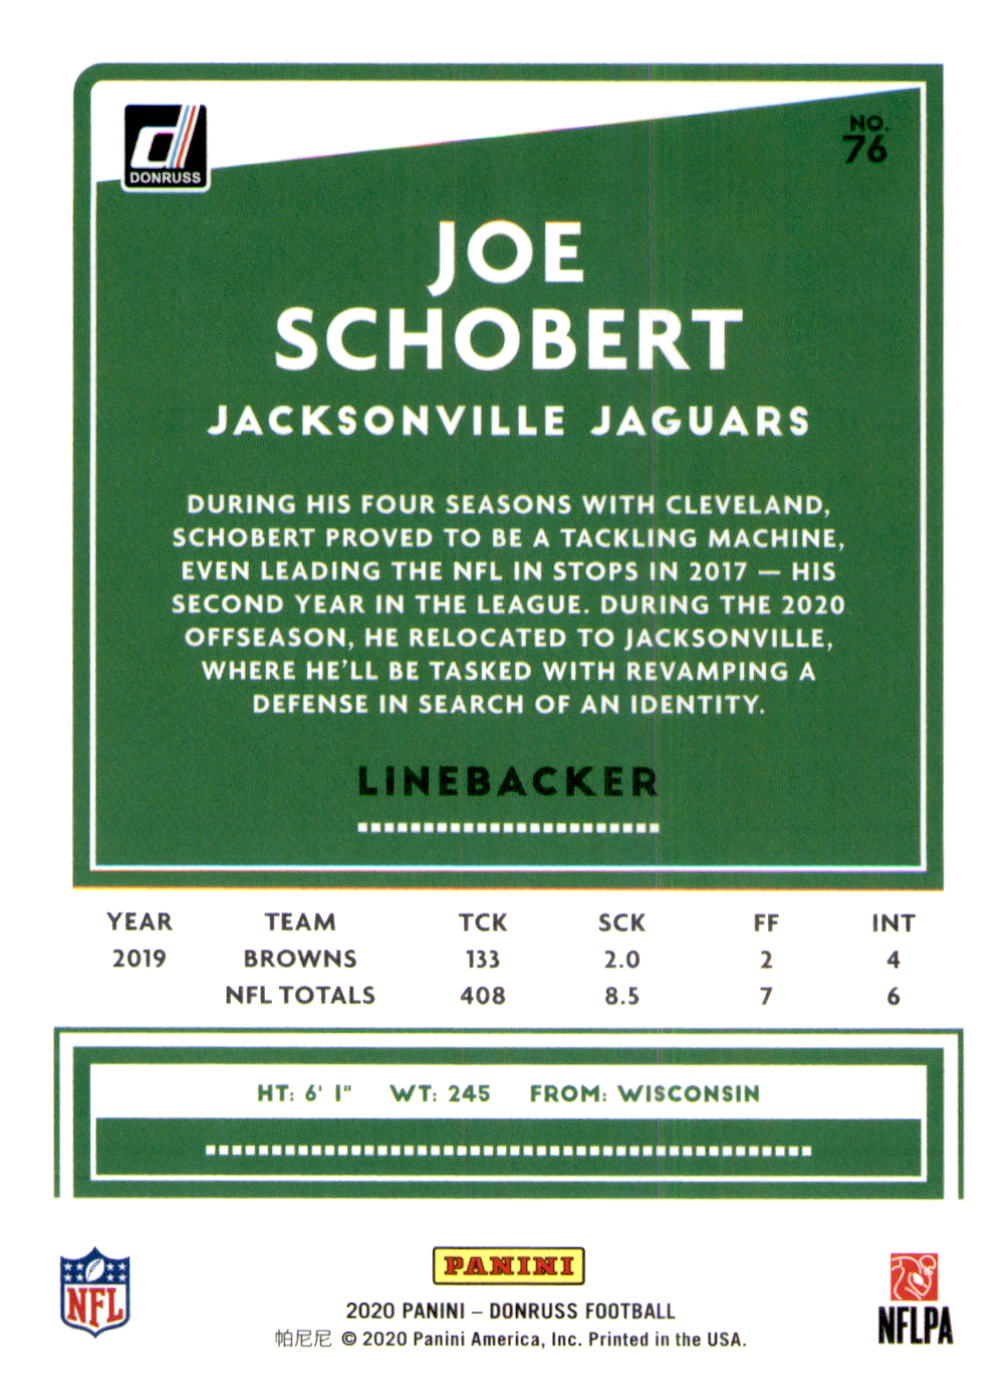 DONRUSS
NO.
76
JOE
SCHOBERT
JACKSONVILLE JAGUARS
DURING HIS FOUR SEASONS WITH CLEVELAND,
SCHOBERT PROVED TO BE A TACKLING MACHINE,
EVEN LEADING THE NFL IN STOPS IN 2017 — HIS
SECOND YEAR IN THE LEAGUE. DURING THE 2020
OFFSEASON, HE RELOCATED TO JACKSONVILLE,
WHERE HE'LL BE TASKED WITH REVAMPING A
DEFENSE IN SEARCH OF AN IDENTITY.
LINEBACKER
YEAR TEAM TCK SCK FF INT
2019 BROWNS 133 2.0 2 4
NFL TOTALS 408 8.5 7 6
HT: 6' 1" WT: 245 FROM: WISCONSIN
NFL
PANINI
2020 PANINI – DONRUSS FOOTBALL
帕尼尼 © 2020 Panini America, Inc. Printed in the USA.
NFLPA